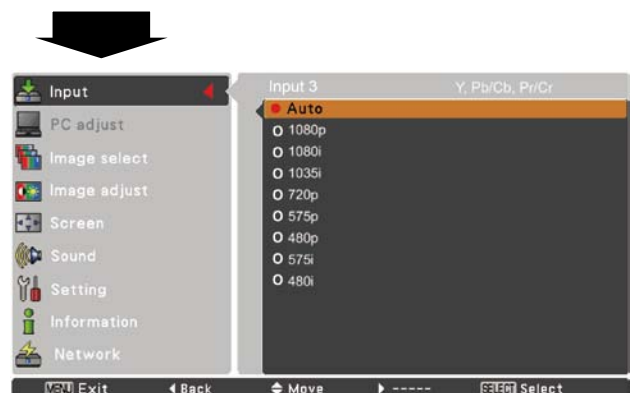 Input
PC adjust
Image select
Image adjust
Screen
Sound
Setting
Information
Network
Input 3 Y, Pb/Cb, Pr/Cr
Auto
1080p
1080i
1035i
720p
575p
480p
575i
480i
MENU Exit Back Move ----- SELECT Select